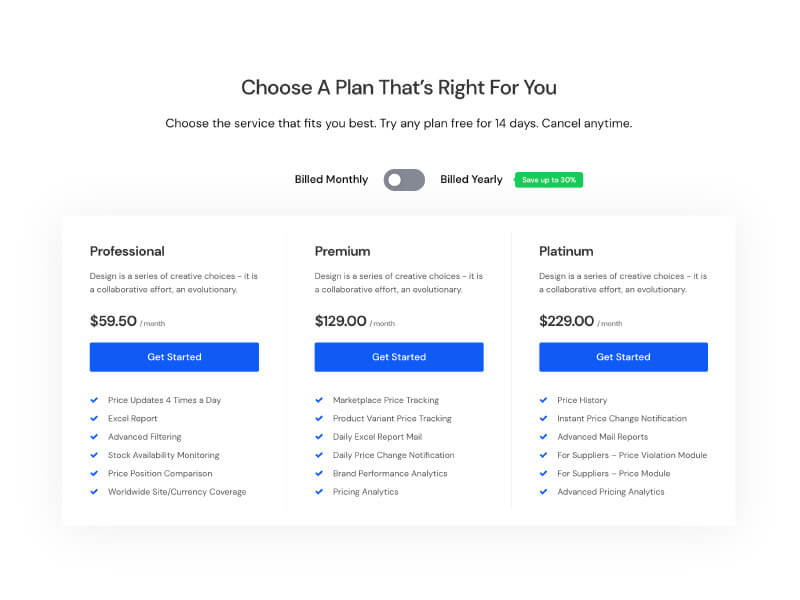 Choose A Plan That's Right For You
Choose the service that fits you best. Try any plan free for 14 days. Cancel anytime.
Billed Monthly
Billed Yearly
Save up to 30%
Professional
Design is a series of creative choices - it is
a collaborative effort, an evolutionary.
$59.50 / month
Get Started
Price Updates 4 Times a Day
Excel Report
Advanced Filtering
Stock Availability Monitoring
Price Position Comparison
Worldwide Site/Currency Coverage
Premium
Design is a series of creative choices - it is
a collaborative effort, an evolutionary.
$129.00 / month
Get Started
Marketplace Price Tracking
Product Variant Price Tracking
Daily Excel Report Mail
Daily Price Change Notification
Brand Performance Analytics
Pricing Analytics
Platinum
Design is a series of creative choices - it is
a collaborative effort, an evolutionary.
$229.00 / month
Get Started
Price History
Instant Price Change Notification
Advanced Mail Reports
For Suppliers – Price Violation Module
For Suppliers – Price Module
Advanced Pricing Analytics